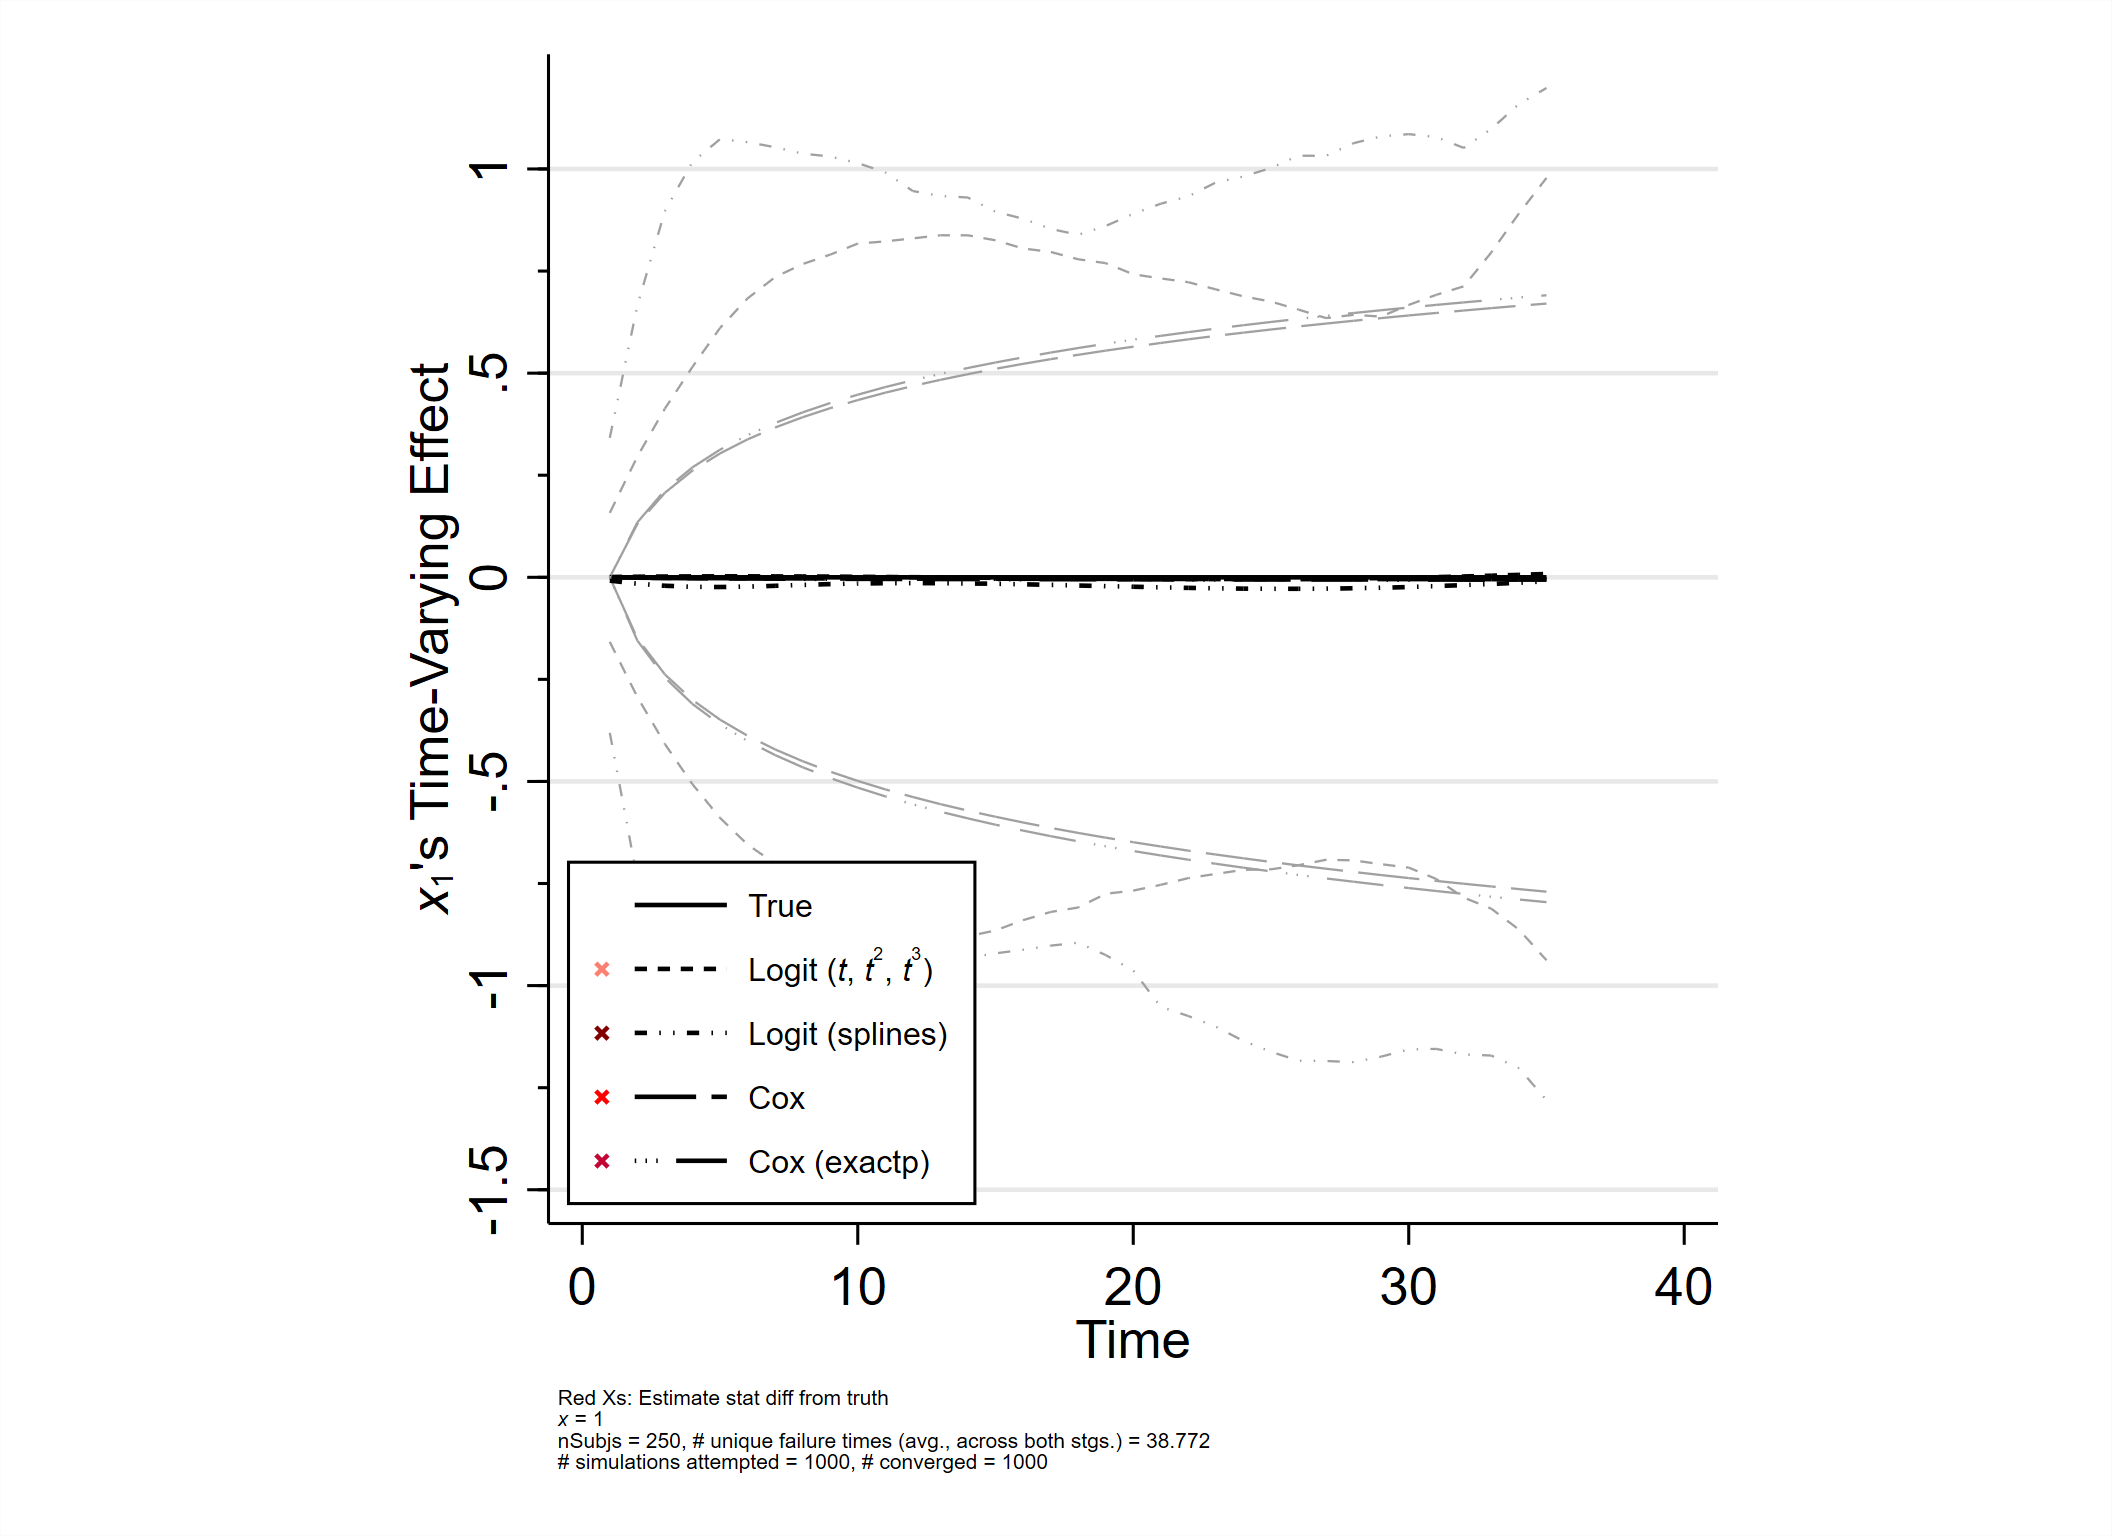 x₁'s Time-Varying Effect
1
.5
0
-.5
-1
-1.5
True
Logit (t, t², t³)
Logit (splines)
Cox
Cox (exactp)
0 10 20 30 40
Time
Red Xs: Estimate stat diff from truth
x = 1
nSubjs = 250, # unique failure times (avg., across both stgs.) = 38.772
# simulations attempted = 1000, # converged = 1000